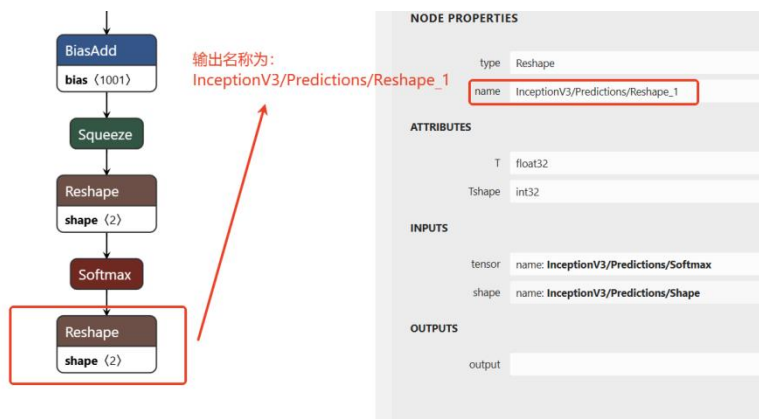 BiasAdd
bias〈1001〉
Squeeze
Reshape
shape〈2〉
Softmax
Reshape
shape〈2〉
输出名称为：
InceptionV3/Predictions/Reshape_1
NODE PROPERTIES
type Reshape
name InceptionV3/Predictions/Reshape_1
ATTRIBUTES
T float32
Tshape int32
INPUTS
tensor name: InceptionV3/Predictions/Softmax
shape name: InceptionV3/Predictions/Shape
OUTPUTS
output